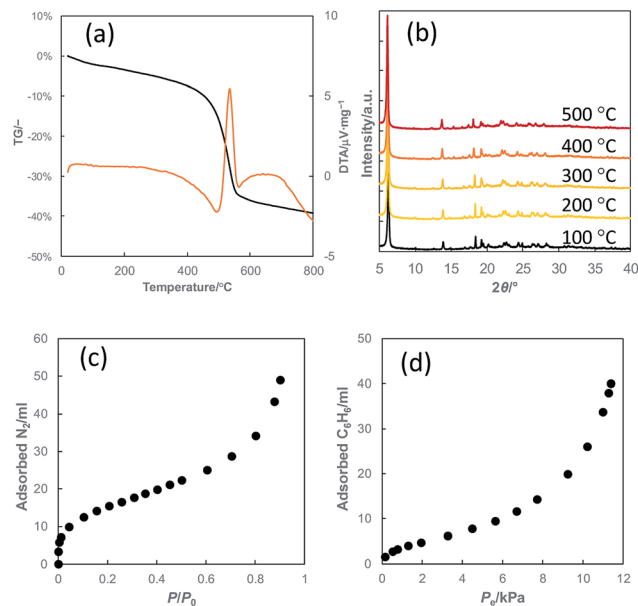 (a)
10%
0%
-10%
-20%
-30%
-40%
-50%
TG/–
0
200
400
600
800
Temperature/°C
10
5
0
-5
DTA/μV·mg⁻¹
(b)
Intensity/a.u.
500 °C
400 °C
300 °C
200 °C
100 °C
5
10
15
20
25
30
35
40
2θ/°
(c)
60
50
40
30
20
10
0
Adsorbed N₂/ml
0
0.2
0.4
0.6
0.8
1
P/P₀
(d)
50
40
30
20
10
0
Adsorbed C₆H₆/ml
0
2
4
6
8
10
12
Pₑ/kPa